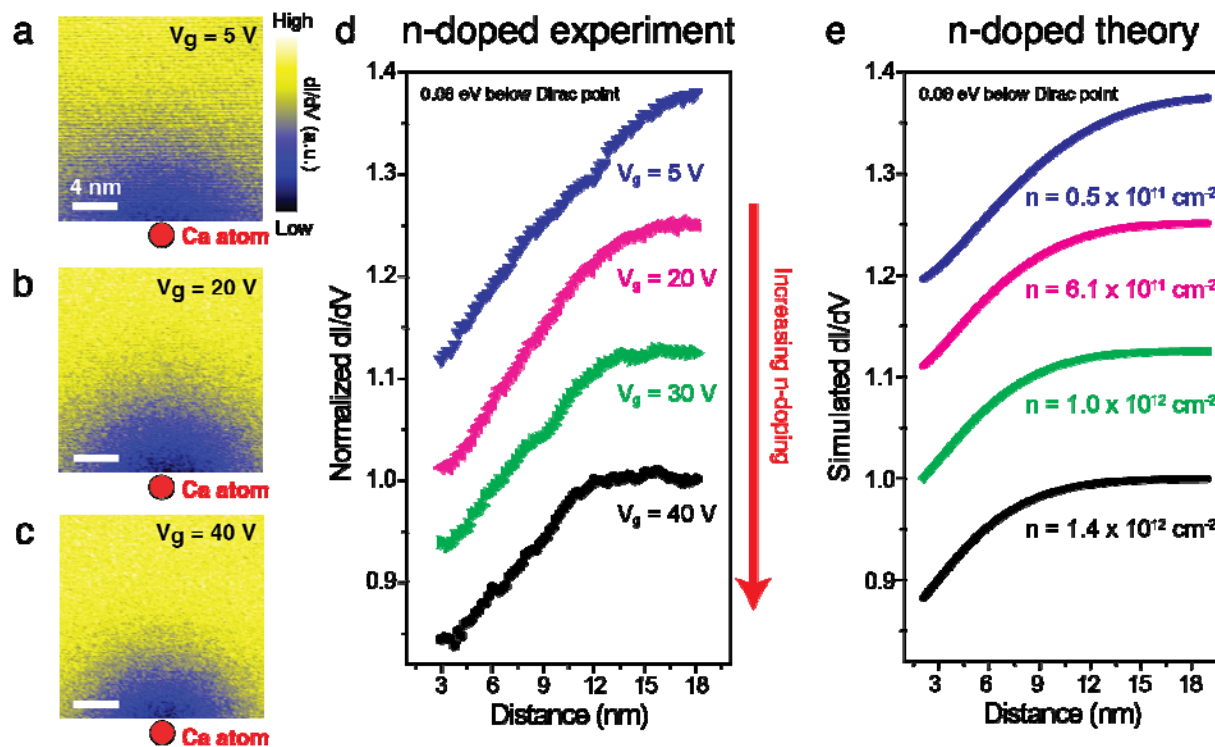 a
Vg = 5 V
High
dI/dV (a.u.)
Low
4 nm
Ca atom
b
Vg = 20 V
Ca atom
c
Vg = 40 V
Ca atom
d
n-doped experiment
0.06 eV below Dirac point
1.4
1.3
1.2
1.1
1.0
0.9
Normalized dI/dV
Vg = 5 V
Vg = 20 V
Vg = 30 V
Vg = 40 V
3 6 9 12 15 18
Distance (nm)
Increasing n-doping
e
n-doped theory
0.06 eV below Dirac point
1.4
1.3
1.2
1.1
1.0
0.9
Simulated dI/dV
n = 0.5 x 10¹¹ cm⁻²
n = 6.1 x 10¹¹ cm⁻²
n = 1.0 x 10¹² cm⁻²
n = 1.4 x 10¹² cm⁻²
3 6 9 12 15 18
Distance (nm)